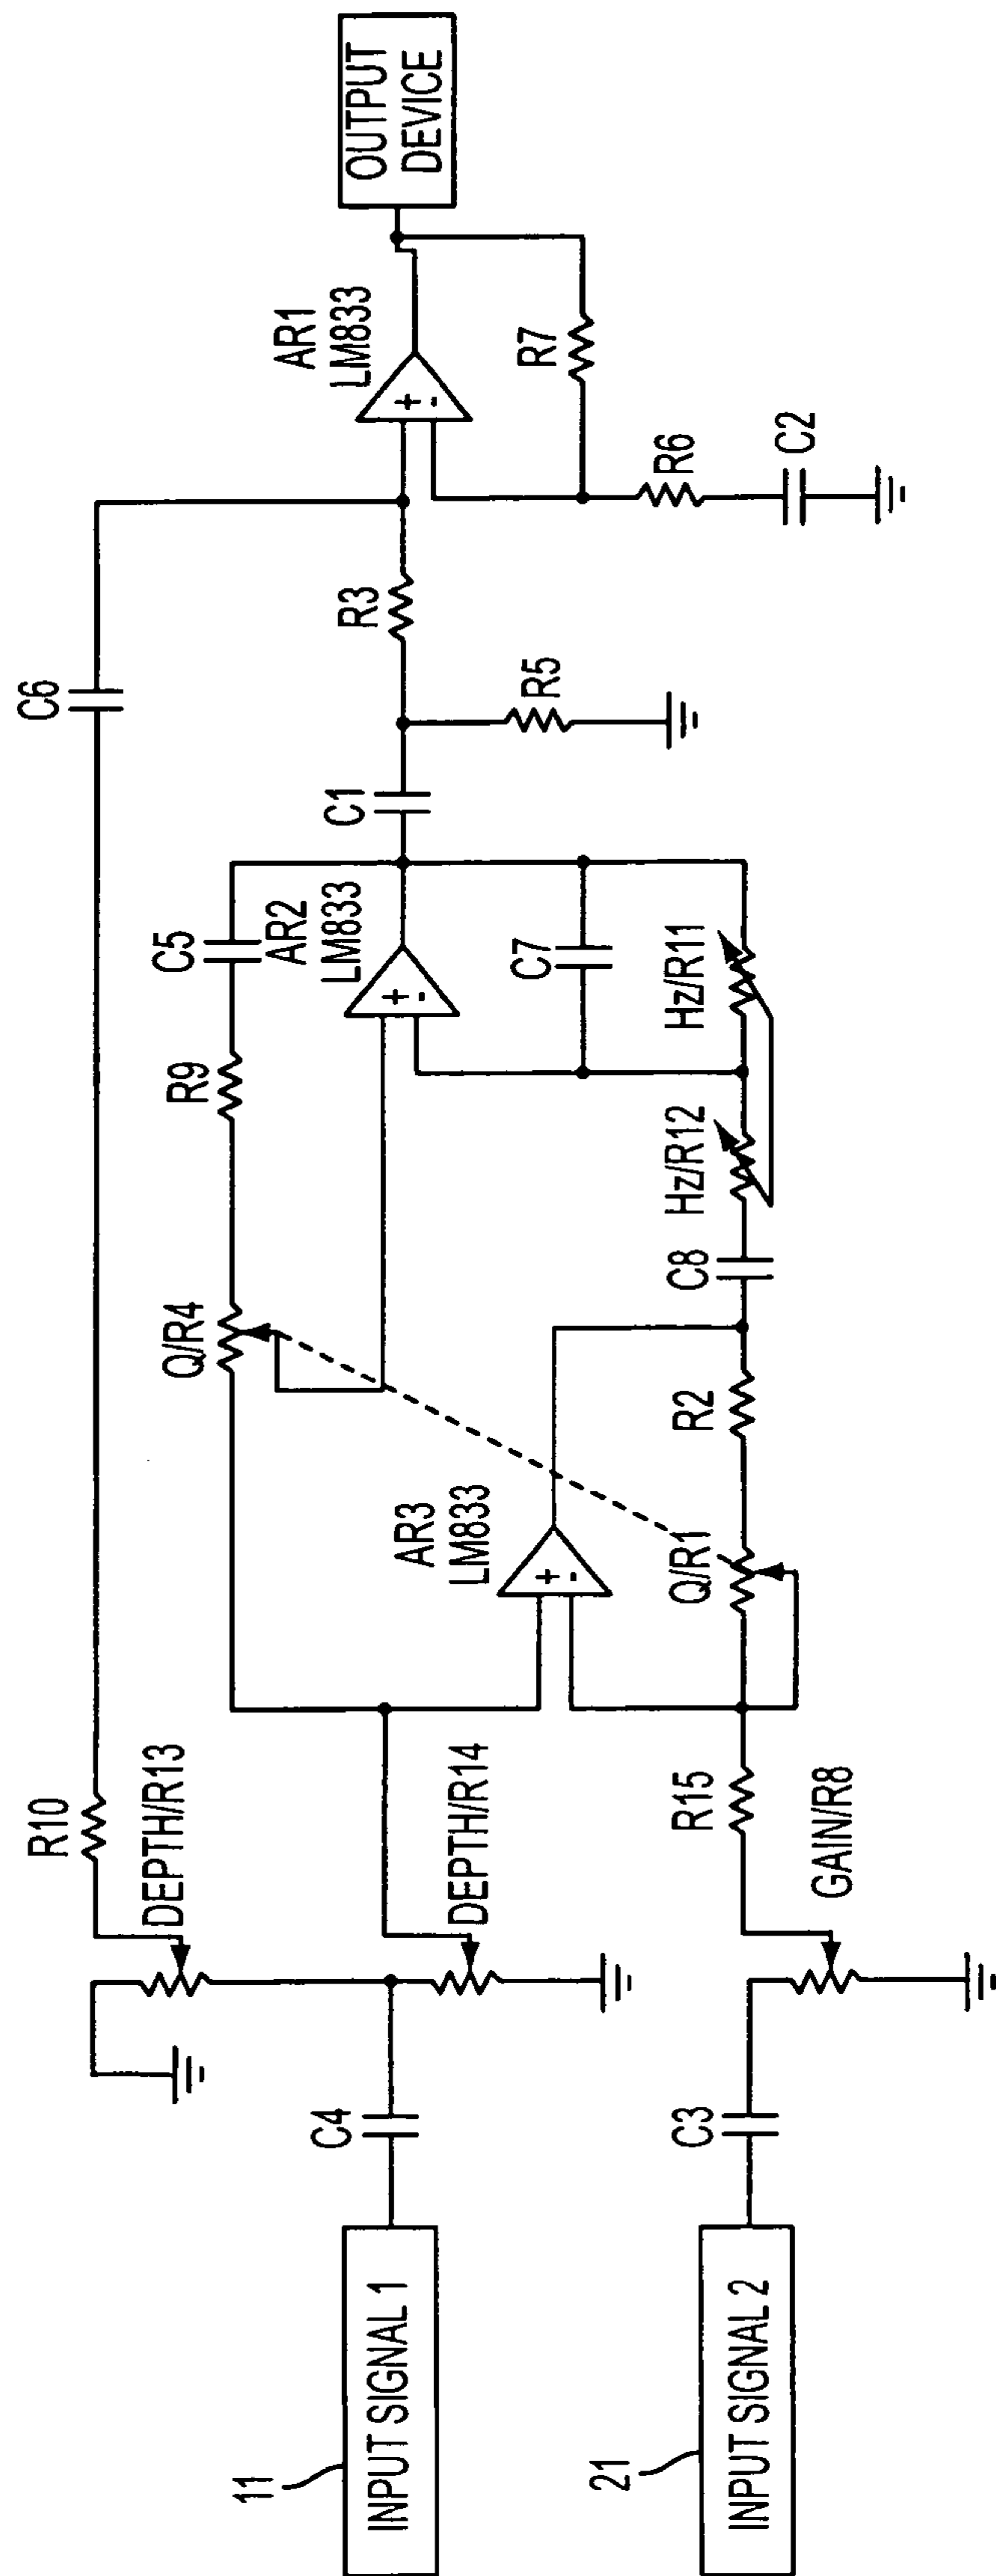 11
INPUT SIGNAL 1
21
INPUT SIGNAL 2
C4
C3
R10
DEPTH/R13
DEPTH/R14
R15
GAIN/R8
Q/R4
R9
C5
AR3
LM833
+
-
Q/R1
R2
C8
Hz/R12
Hz/R11
AR2
LM833
+
-
C7
C6
C1
R5
R3
AR1
LM833
+
-
R7
R6
C2
OUTPUT
DEVICE